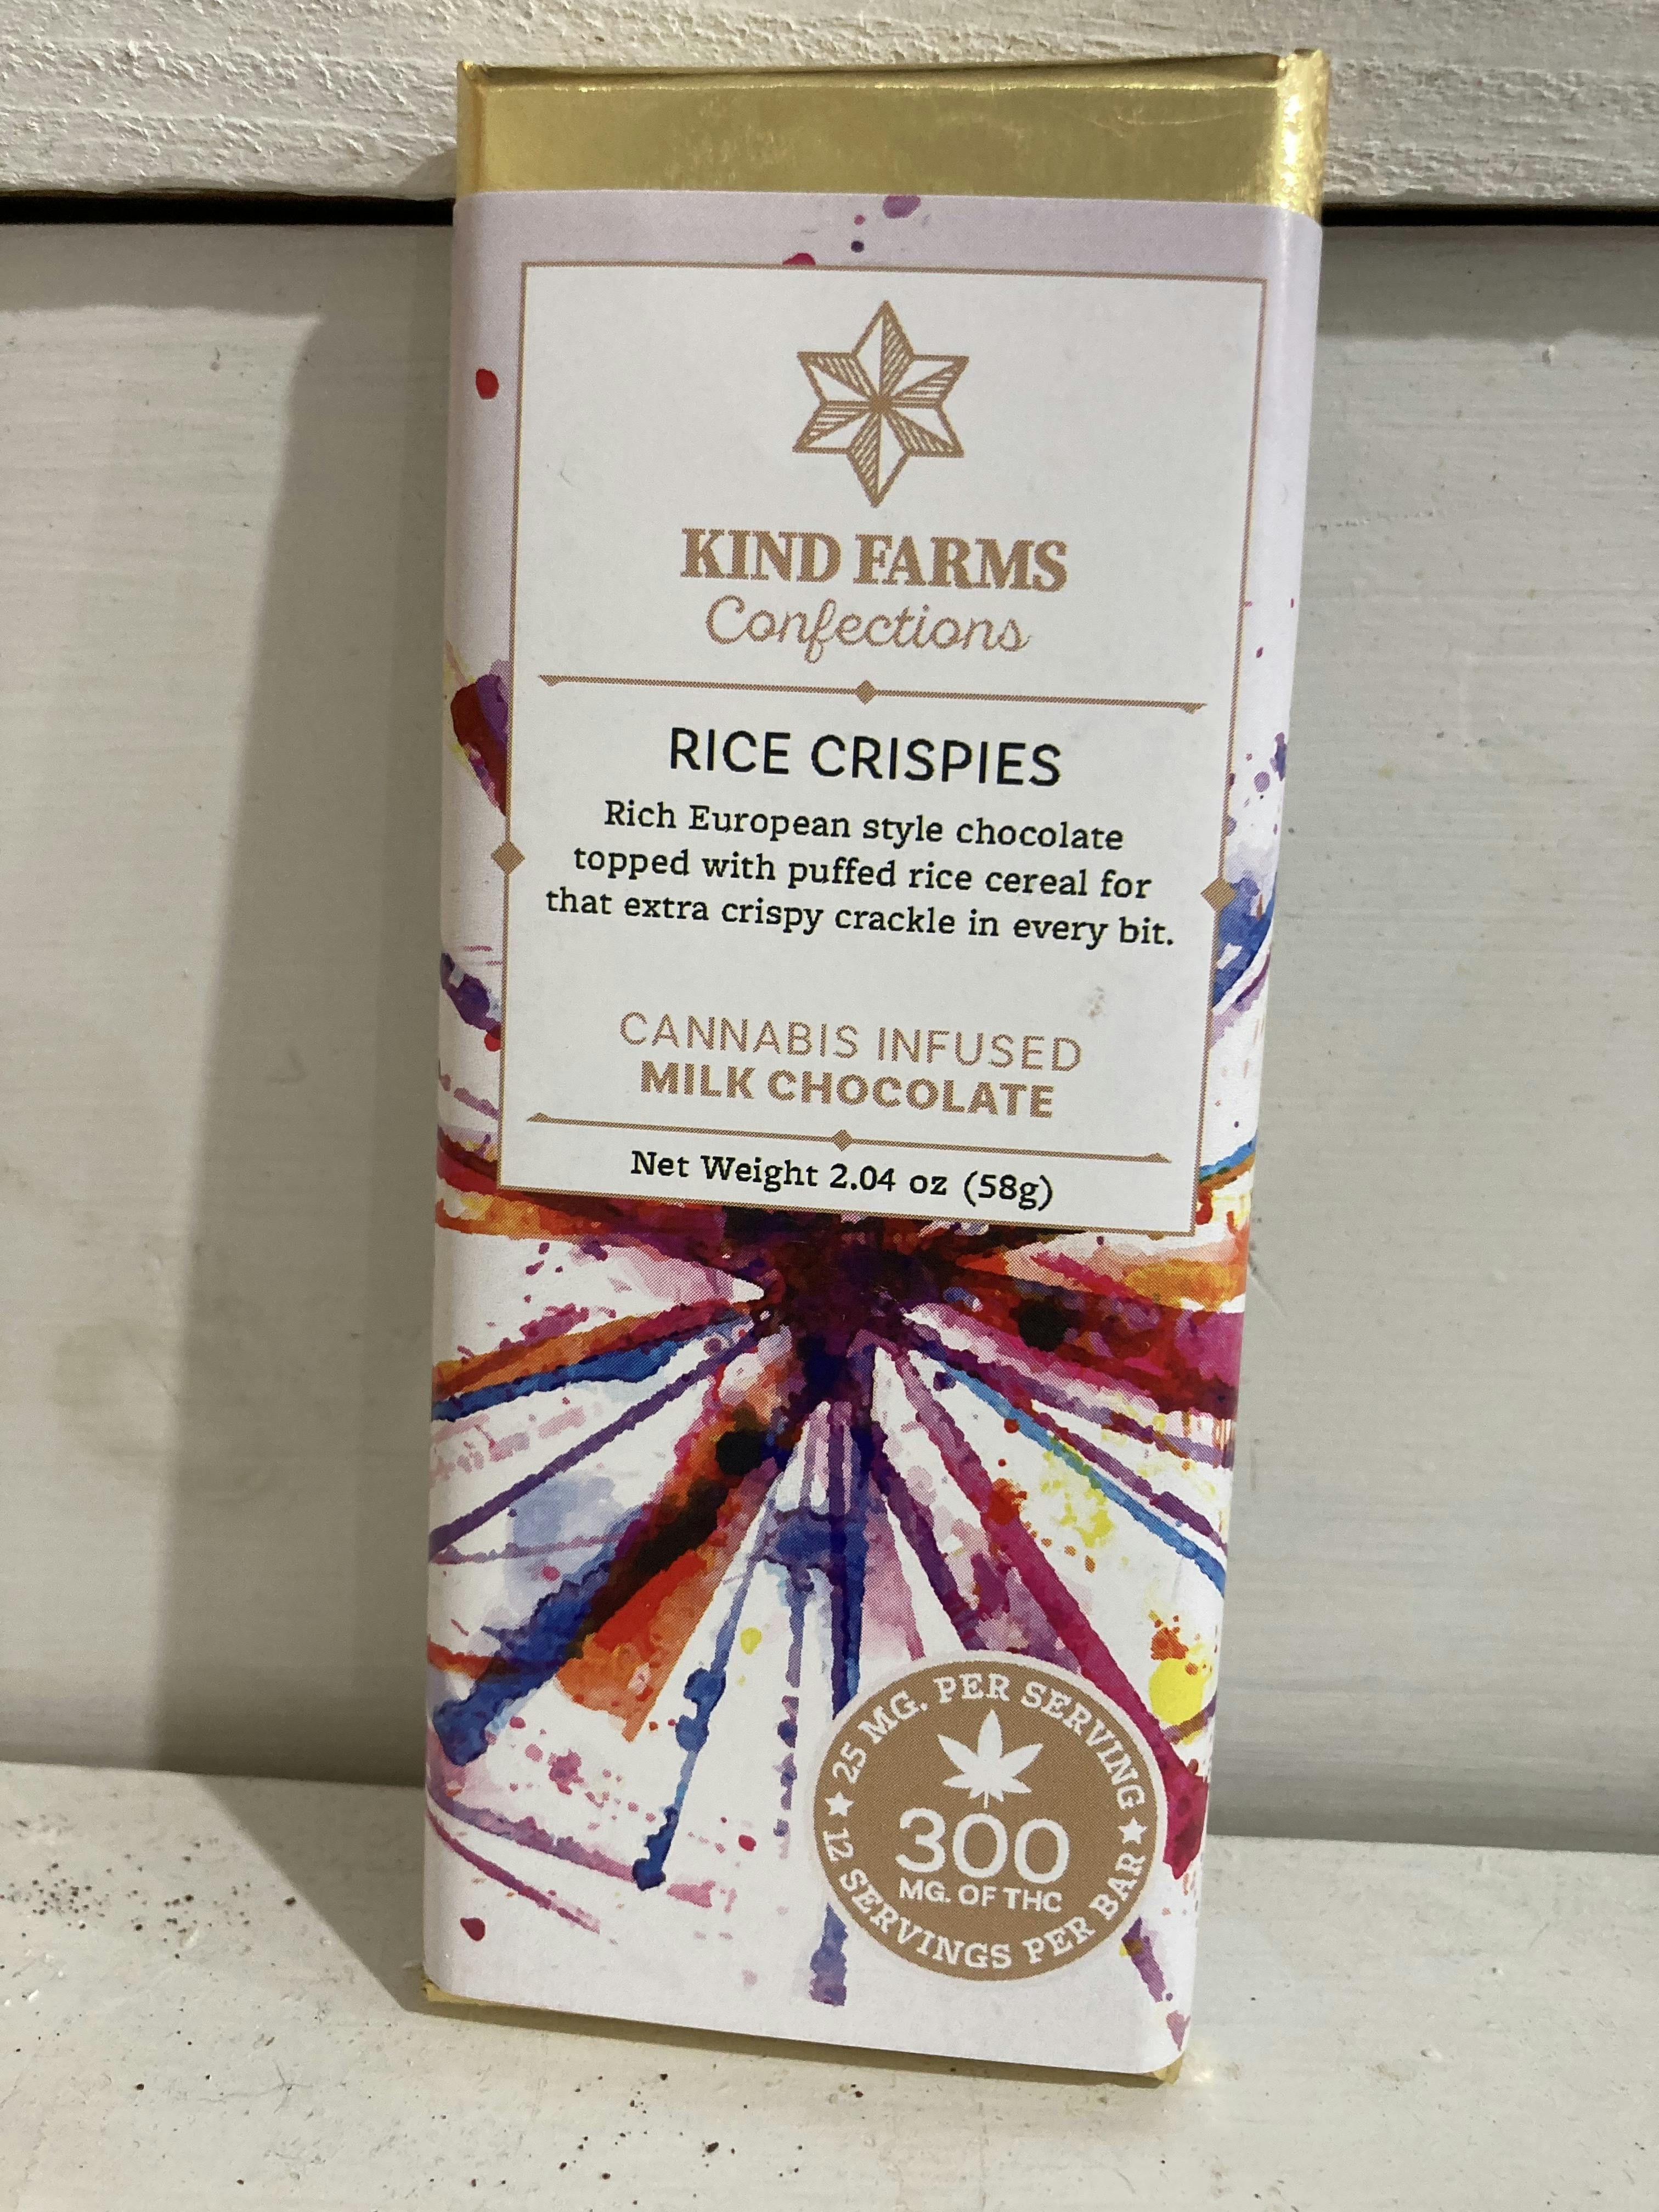 KIND FARMS
Confections
RICE CRISPIES
Rich European style chocolate
topped with puffed rice cereal for
that extra crispy crackle in every bit.
CANNABIS INFUSED
MILK CHOCOLATE
Net Weight 2.04 oz (58g)
25 MG. PER SERVING
300
MG. OF THC
12 SERVINGS PER BAR